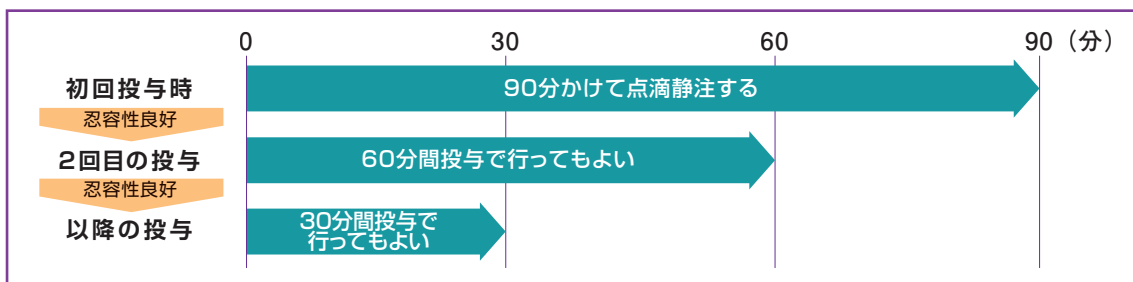 0 30 60 90（分）
初回投与時
90分かけて点滴静注する
忍容性良好
2回目の投与
60分間投与で行ってもよい
忍容性良好
以降の投与
30分間投与で
行ってもよい